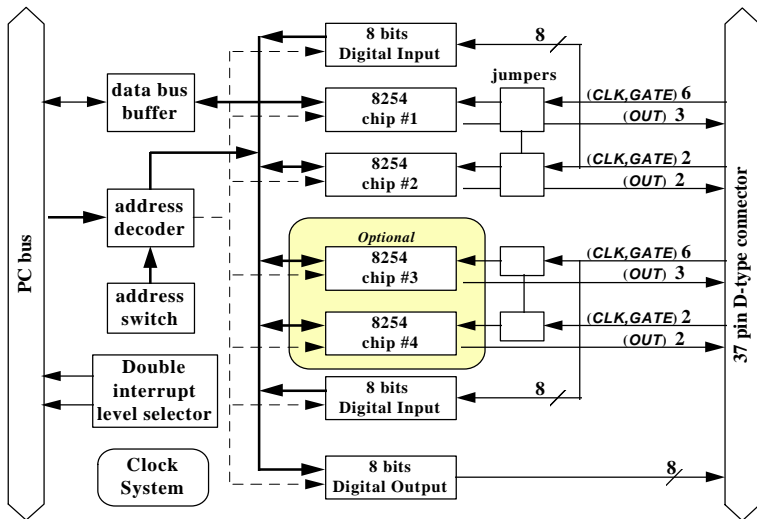 PC bus
data bus
buffer
address
decoder
address
switch
Double
interrupt
level selector
Clock
System
8 bits
Digital Input
8
jumpers
8254
chip #1
(CLK,GATE) 6
(OUT) 3
8254
chip #2
(CLK,GATE) 2
(OUT) 2
Optional
8254
chip #3
(CLK,GATE) 6
(OUT) 3
8254
chip #4
(CLK,GATE) 2
(OUT) 2
8 bits
Digital Input
8
8 bits
Digital Output
8
37 pin D-type connector